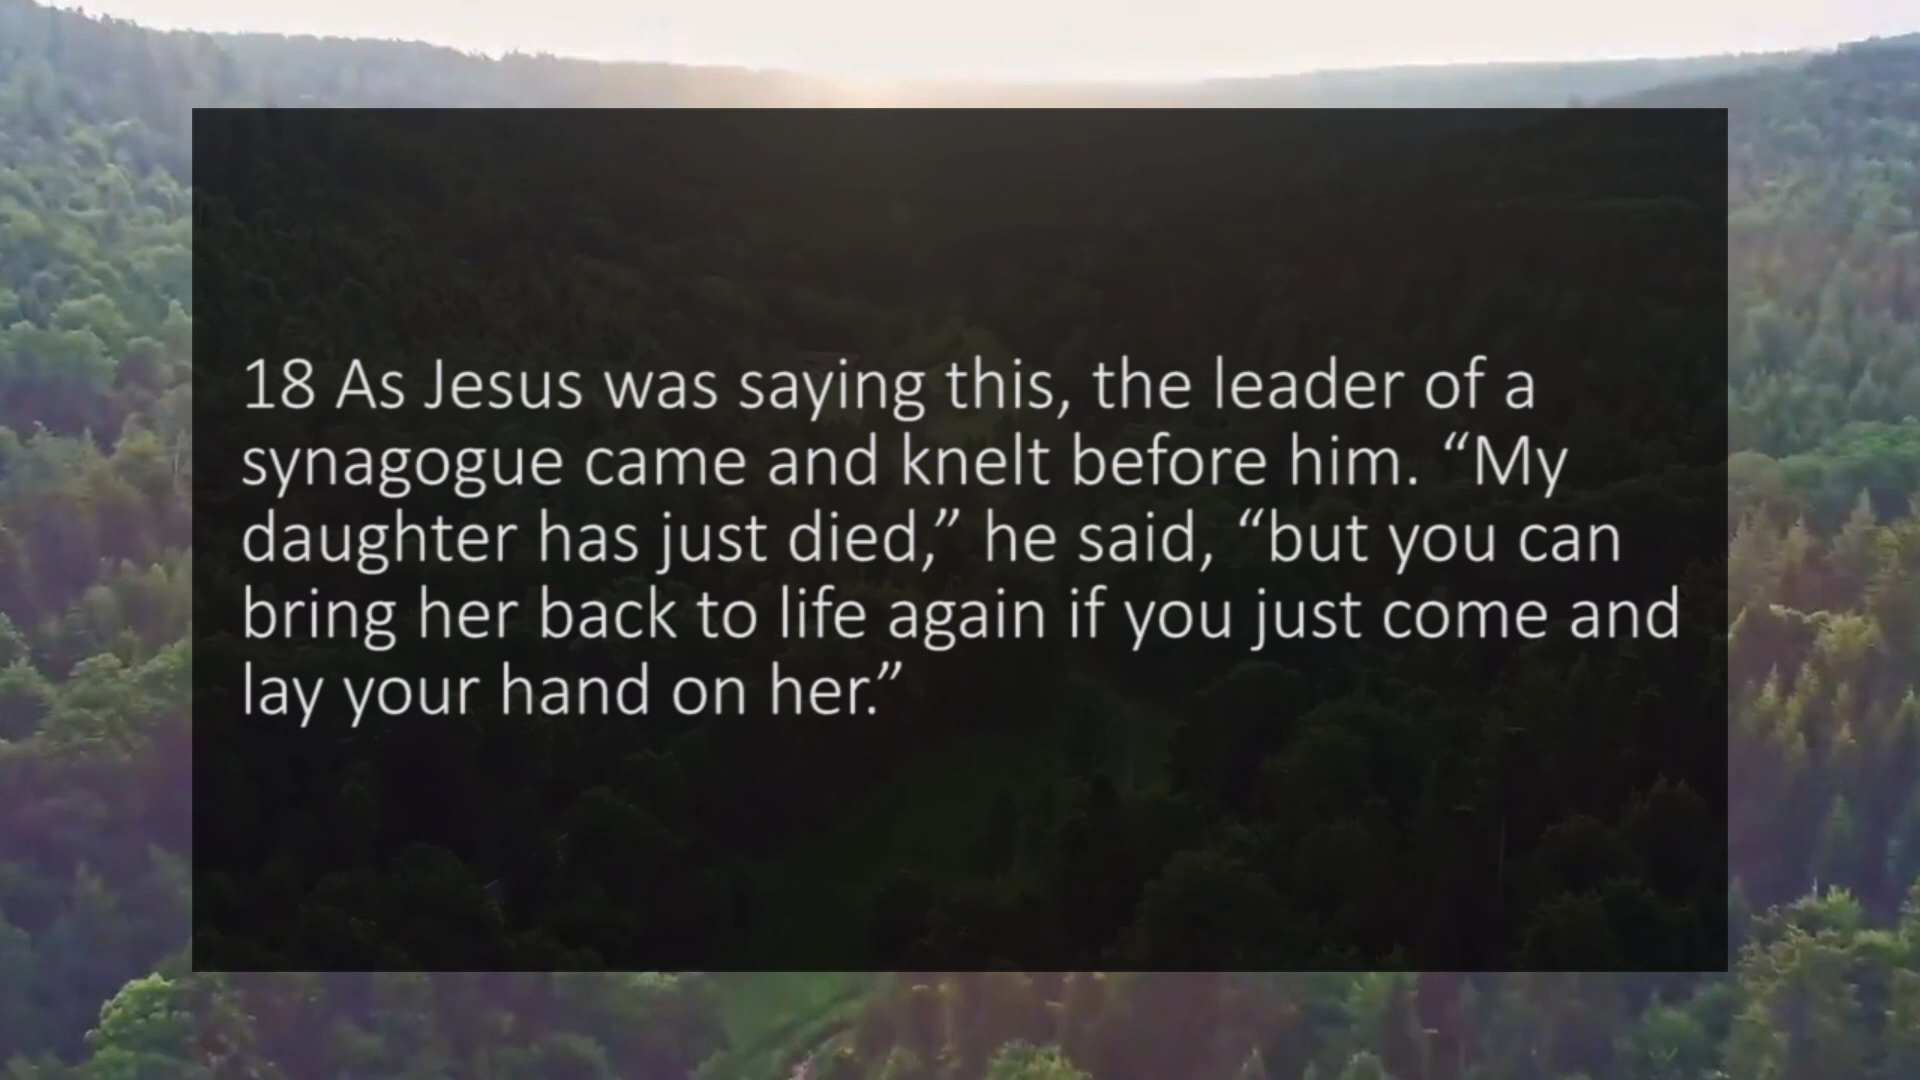 18 As Jesus was saying this, the leader of a
synagogue came and knelt before him. “My
daughter has just died,” he said, “but you can
bring her back to life again if you just come and
lay your hand on her.”